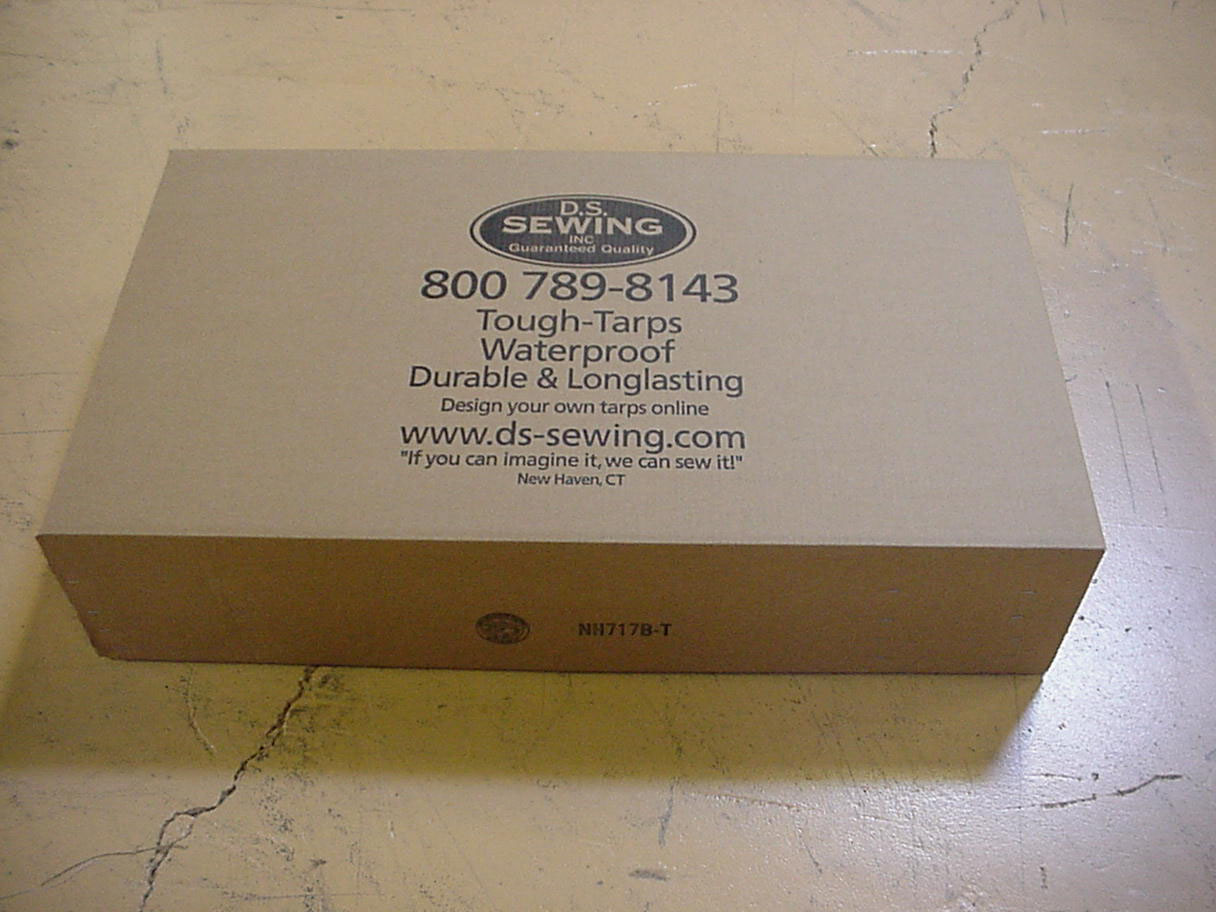 D.S.
SEWING
INC
Guaranteed Quality
800 789-8143
Tough-Tarps
Waterproof
Durable & Longlasting
Design your own tarps online
www.ds-sewing.com
"If you can imagine it, we can sew it!"
New Haven, CT
NH717B-T